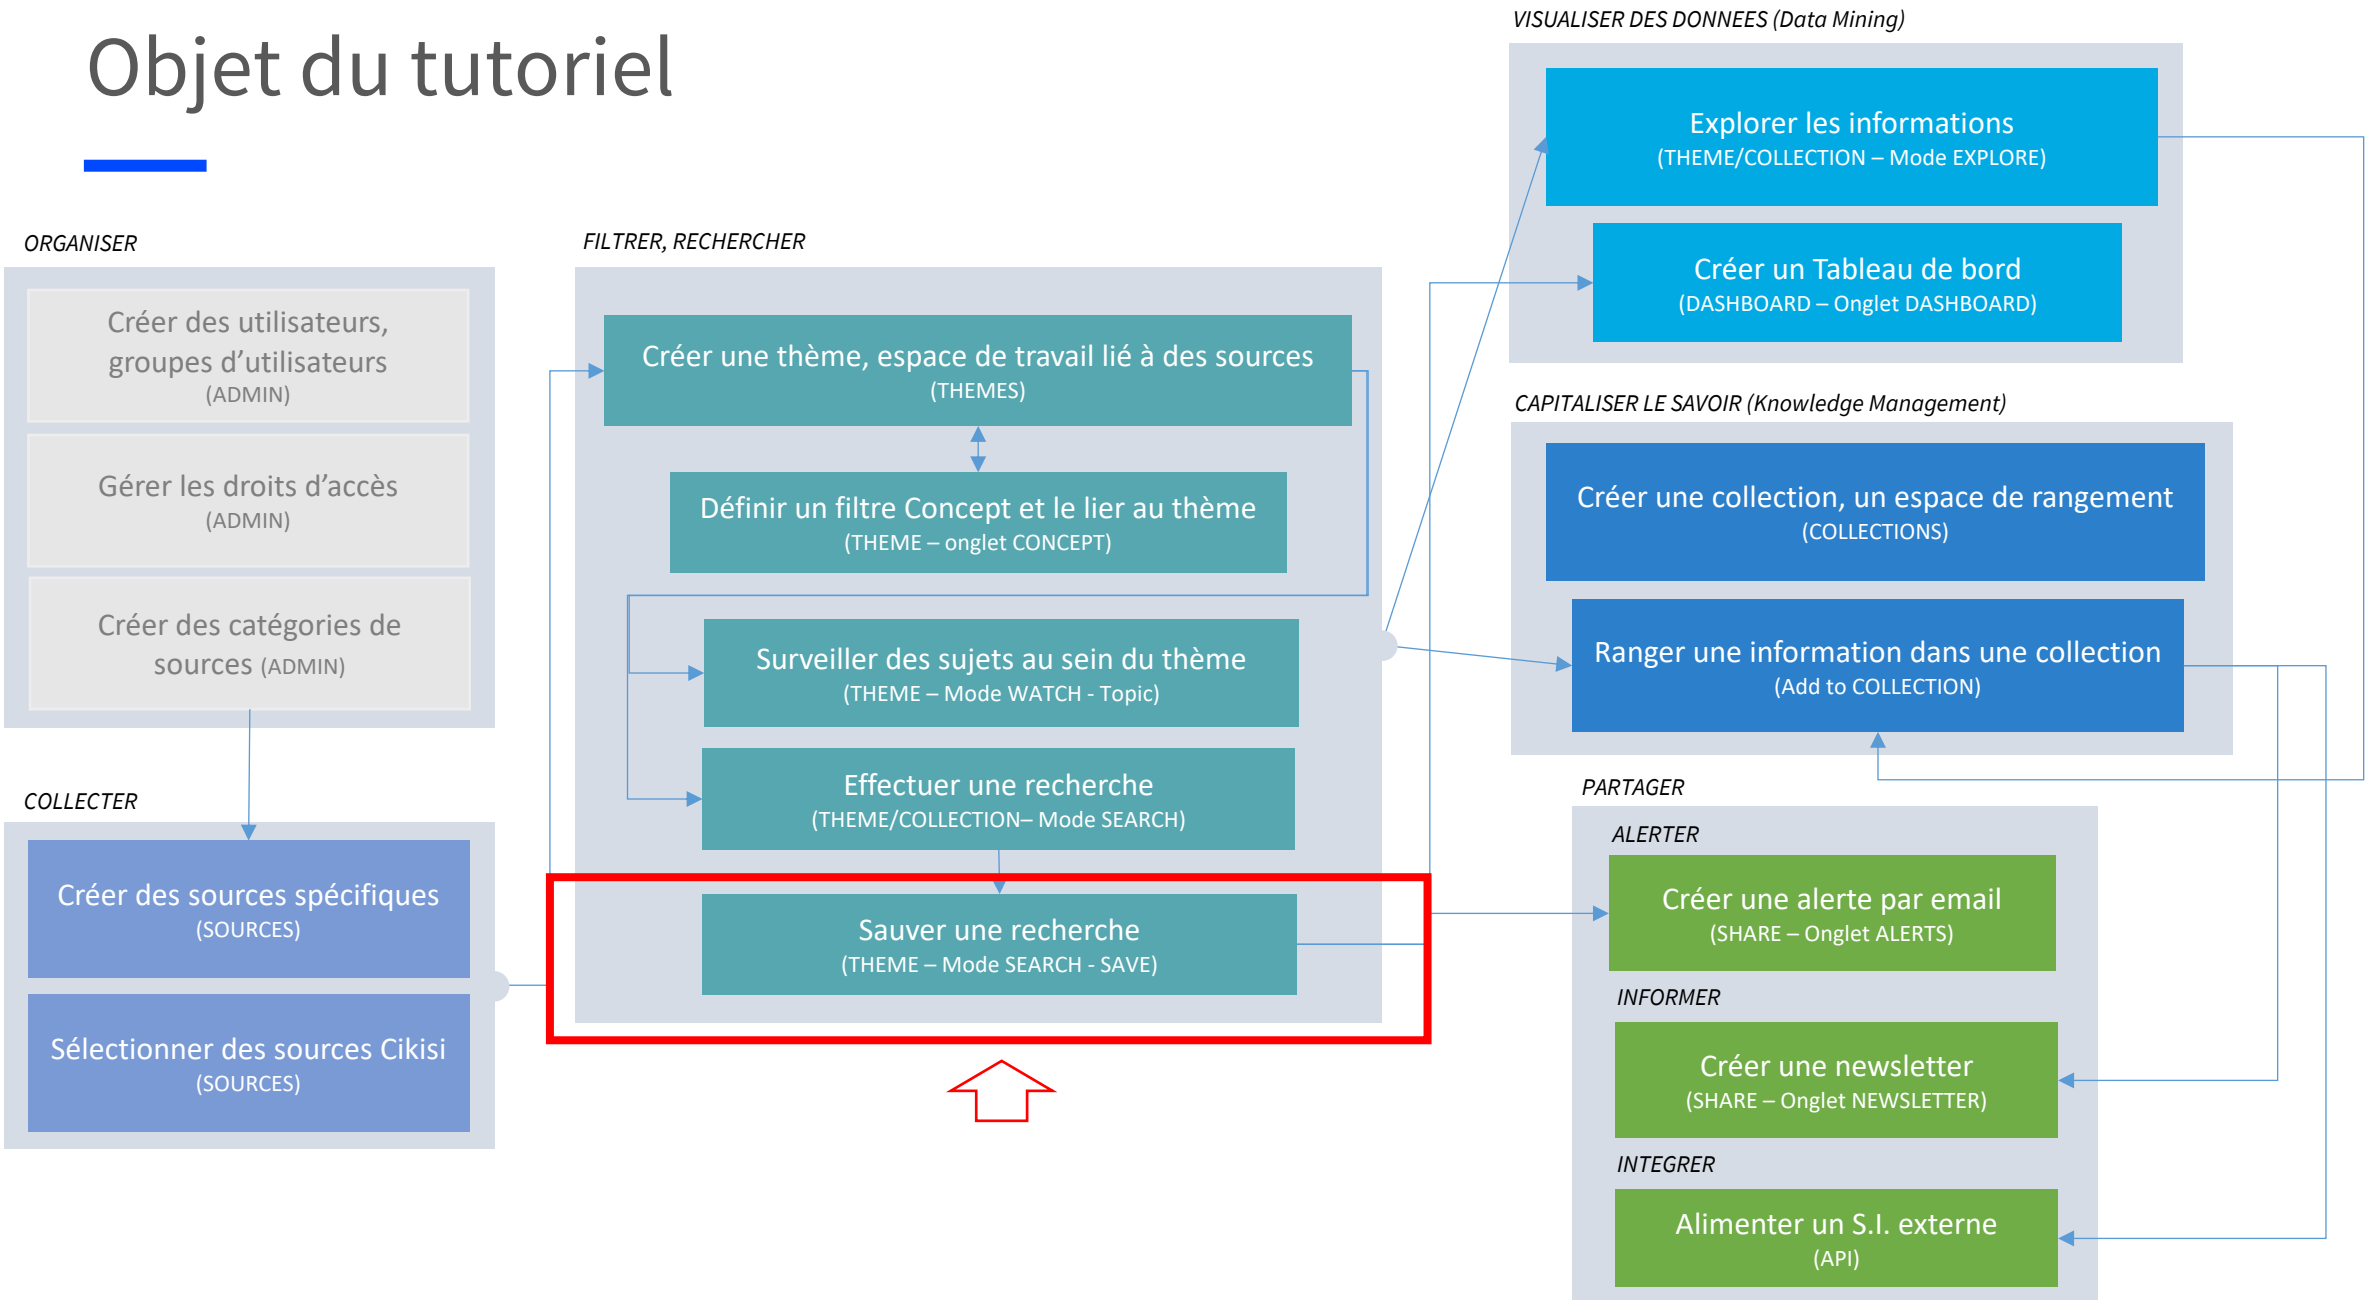 Objet du tutoriel
ORGANISER
Créer des utilisateurs,
groupes d’utilisateurs
(ADMIN)
Gérer les droits d’accès
(ADMIN)
Créer des catégories de
sources (ADMIN)
COLLECTER
Créer des sources spécifiques
(SOURCES)
Sélectionner des sources Cikisi
(SOURCES)
FILTRER, RECHERCHER
Créer une thème, espace de travail lié à des sources
(THEMES)
Définir un filtre Concept et le lier au thème
(THEME – onglet CONCEPT)
Surveiller des sujets au sein du thème
(THEME – Mode WATCH - Topic)
Effectuer une recherche
(THEME/COLLECTION– Mode SEARCH)
Sauver une recherche
(THEME – Mode SEARCH - SAVE)
VISUALISER DES DONNEES (Data Mining)
Explorer les informations
(THEME/COLLECTION – Mode EXPLORE)
Créer un Tableau de bord
(DASHBOARD – Onglet DASHBOARD)
CAPITALISER LE SAVOIR (Knowledge Management)
Créer une collection, un espace de rangement
(COLLECTIONS)
Ranger une information dans une collection
(Add to COLLECTION)
PARTAGER
ALERTER
Créer une alerte par email
(SHARE – Onglet ALERTS)
INFORMER
Créer une newsletter
(SHARE – Onglet NEWSLETTER)
INTEGRER
Alimenter un S.I. externe
(API)